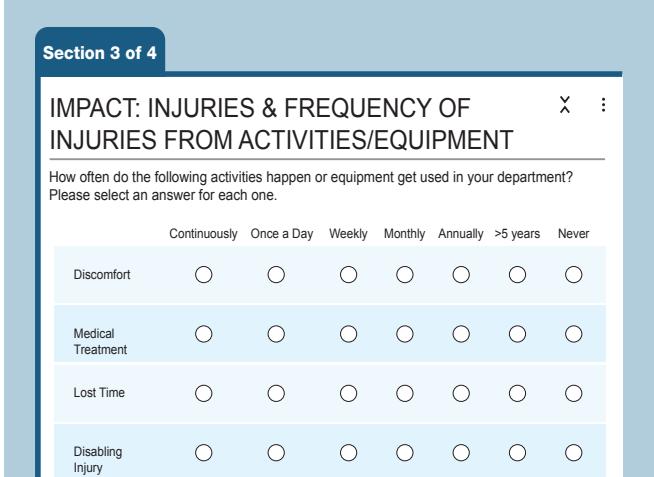 Section 3 of 4
IMPACT: INJURIES & FREQUENCY OF
INJURIES FROM ACTIVITIES/EQUIPMENT
How often do the following activities happen or equipment get used in your department?
Please select an answer for each one.
Continuously Once a Day Weekly Monthly Annually >5 years Never
Discomfort
Medical
Treatment
Lost Time
Disabling
Injury